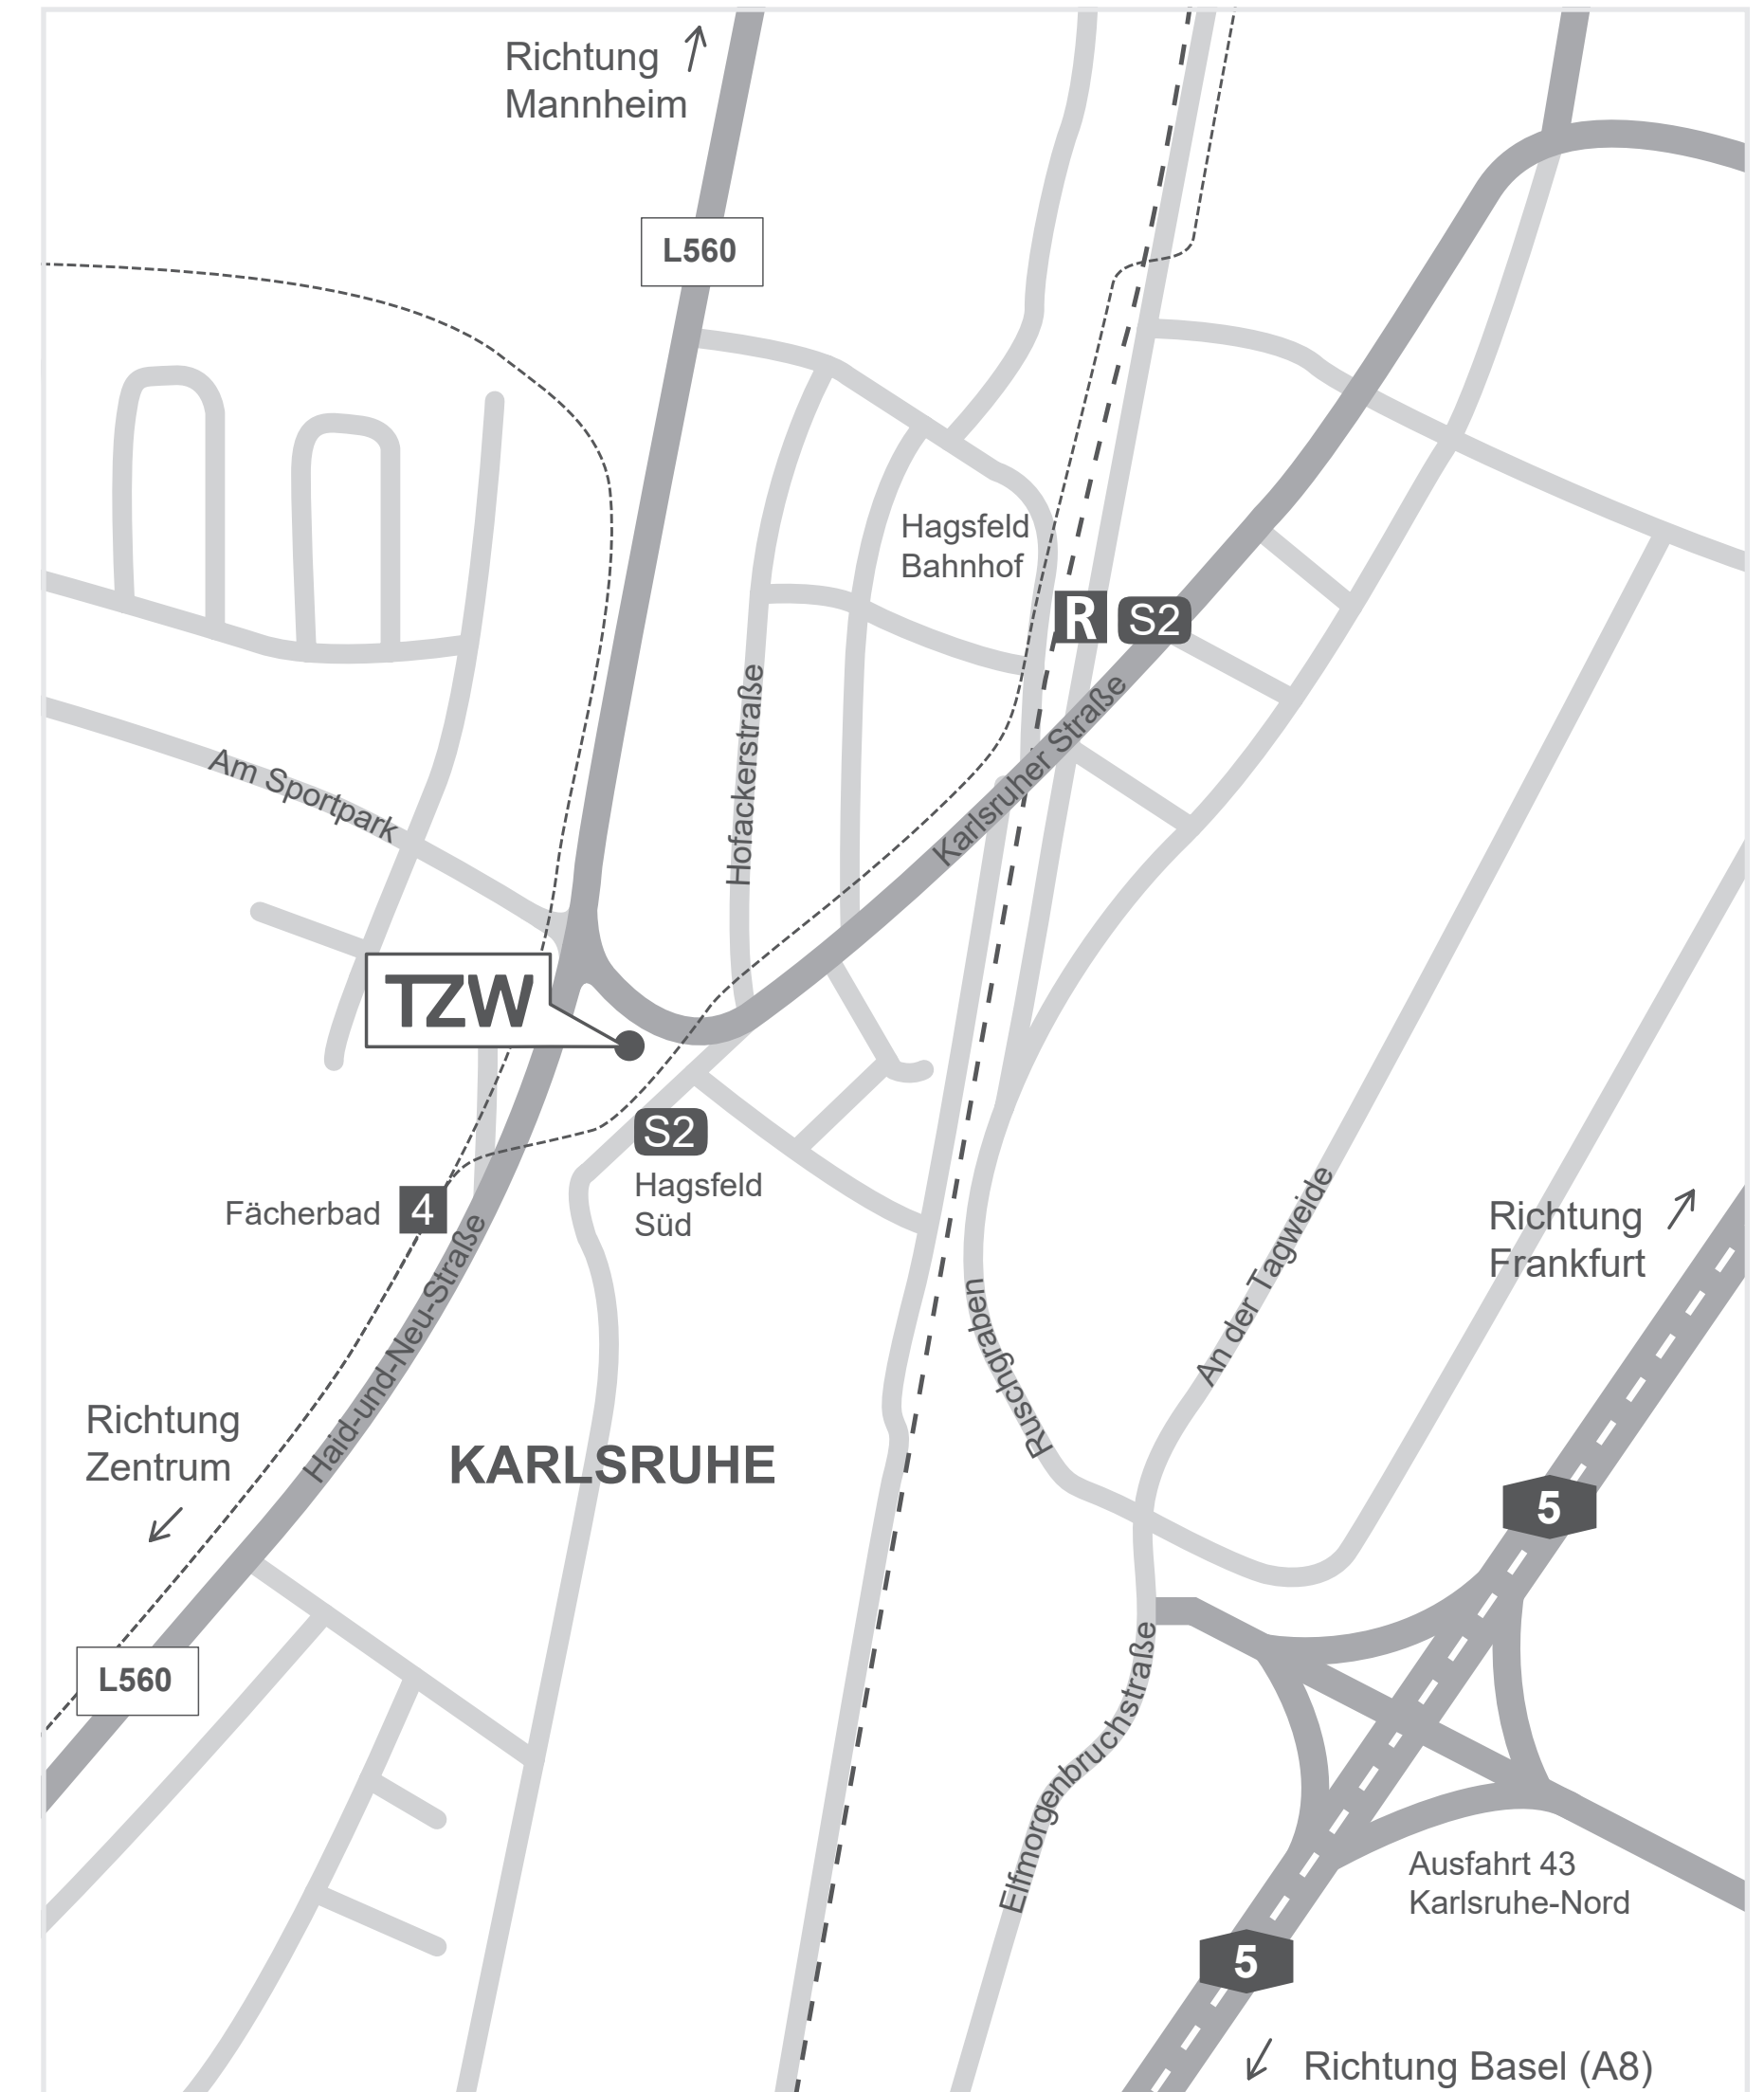 Richtung
Mannheim
L560
Hagsfeld
Bahnhof
R S2
Hofackerstraße
Karlsruher Straße
Am Sportpark
TZW
S2
Hagsfeld
Süd
Fächerbad 4
Haid-und-Neu-Straße
Richtung
Zentrum
KARLSRUHE
Ruschgraben
An der Tagweide
Richtung
Frankfurt
5
L560
Elfmorgenbruchstraße
Ausfahrt 43
Karlsruhe-Nord
5
Richtung Basel (A8)